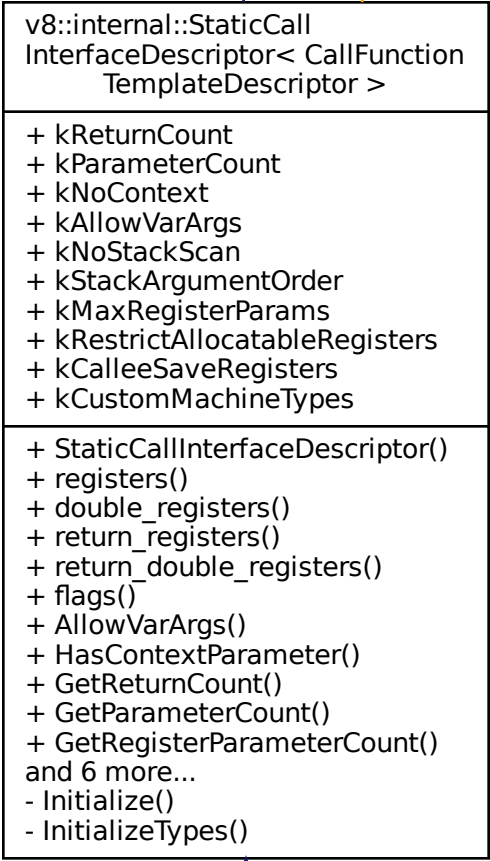 v8::internal::StaticCall
InterfaceDescriptor< CallFunction
TemplateDescriptor >
+ kReturnCount
+ kParameterCount
+ kNoContext
+ kAllowVarArgs
+ kNoStackScan
+ kStackArgumentOrder
+ kMaxRegisterParams
+ kRestrictAllocatableRegisters
+ kCalleeSaveRegisters
+ kCustomMachineTypes
+ StaticCallInterfaceDescriptor()
+ registers()
+ double_registers()
+ return_registers()
+ return_double_registers()
+ flags()
+ AllowVarArgs()
+ HasContextParameter()
+ GetReturnCount()
+ GetParameterCount()
+ GetRegisterParameterCount()
and 6 more...
- Initialize()
- InitializeTypes()